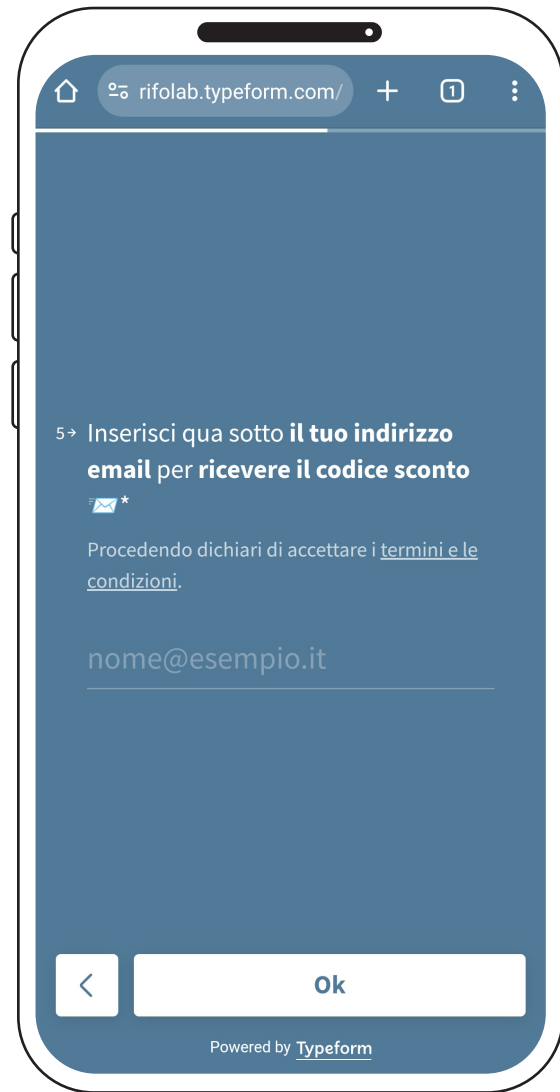 rifolab.typeform.com/
1
5→ Inserisci qua sotto il tuo indirizzo
email per ricevere il codice sconto
📨*
Procedendo dichiari di accettare i termini e le
condizioni.
nome@esempio.it
Ok
Powered by Typeform